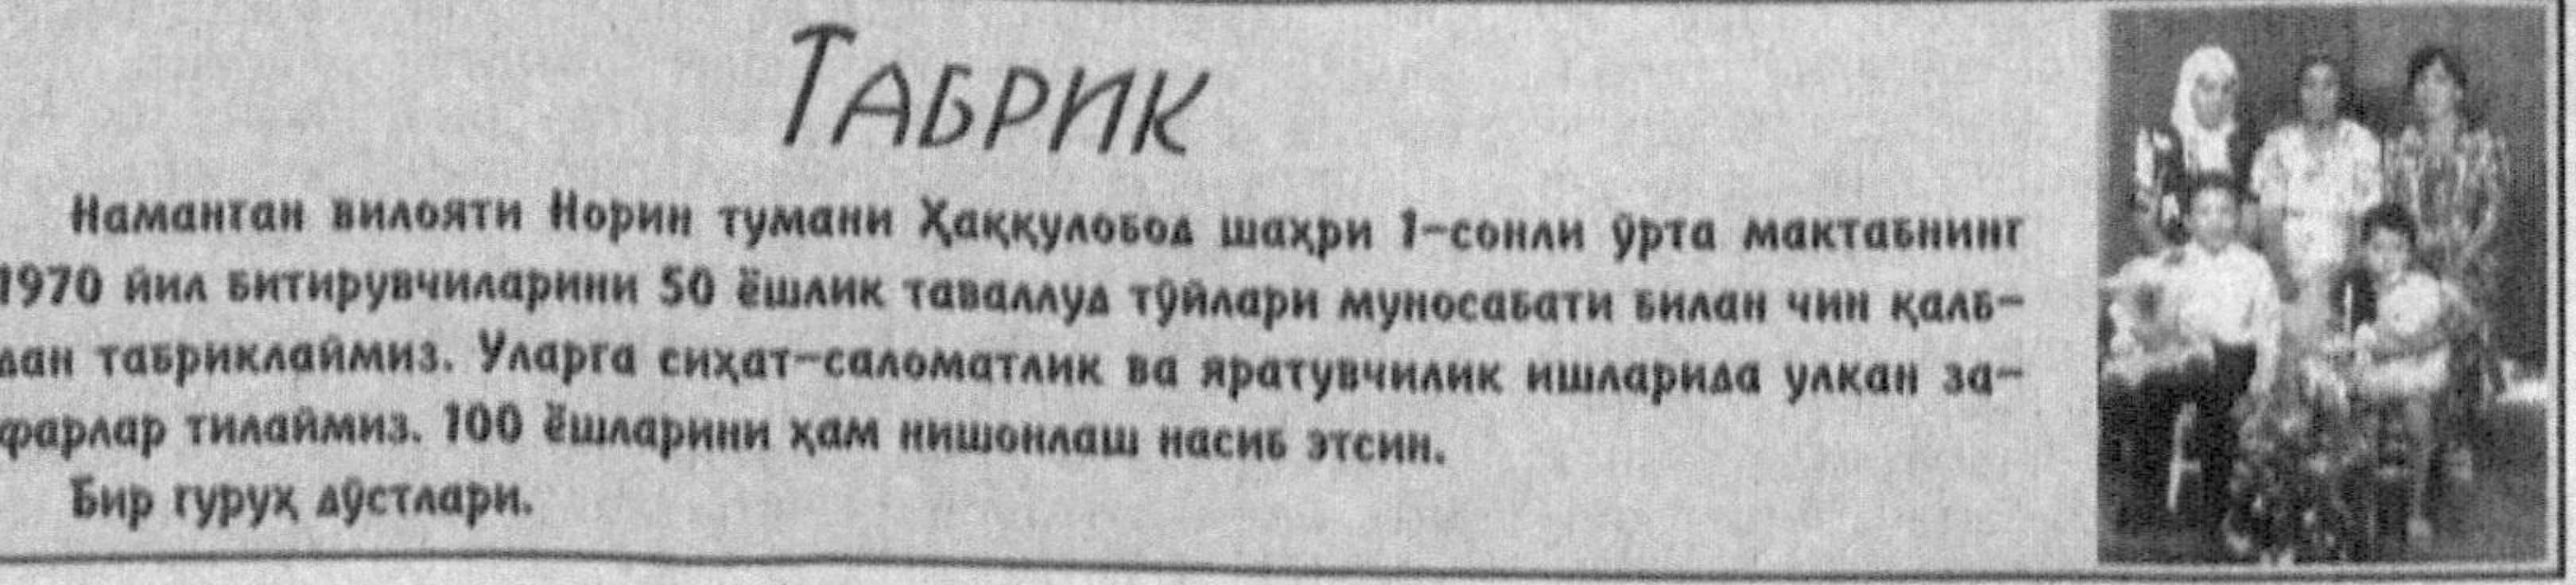 ТАБРИК
Наманган вилояти Норин тумани Ҳаққулобод шаҳри 1-сонли ўрта мактабнинг
1970 йил битирувчиларини 50 ёшлик таваллуд тўйлари муносабати билан чин қалб-
дан табриклаймиз. Уларга сиҳат-саломатлик ва яратувчилик ишларида улкан за-
фарлар тилаймиз. 100 ёшларини ҳам нишонлаш насиб этсин.
Бир гуруҳ дўстлари.